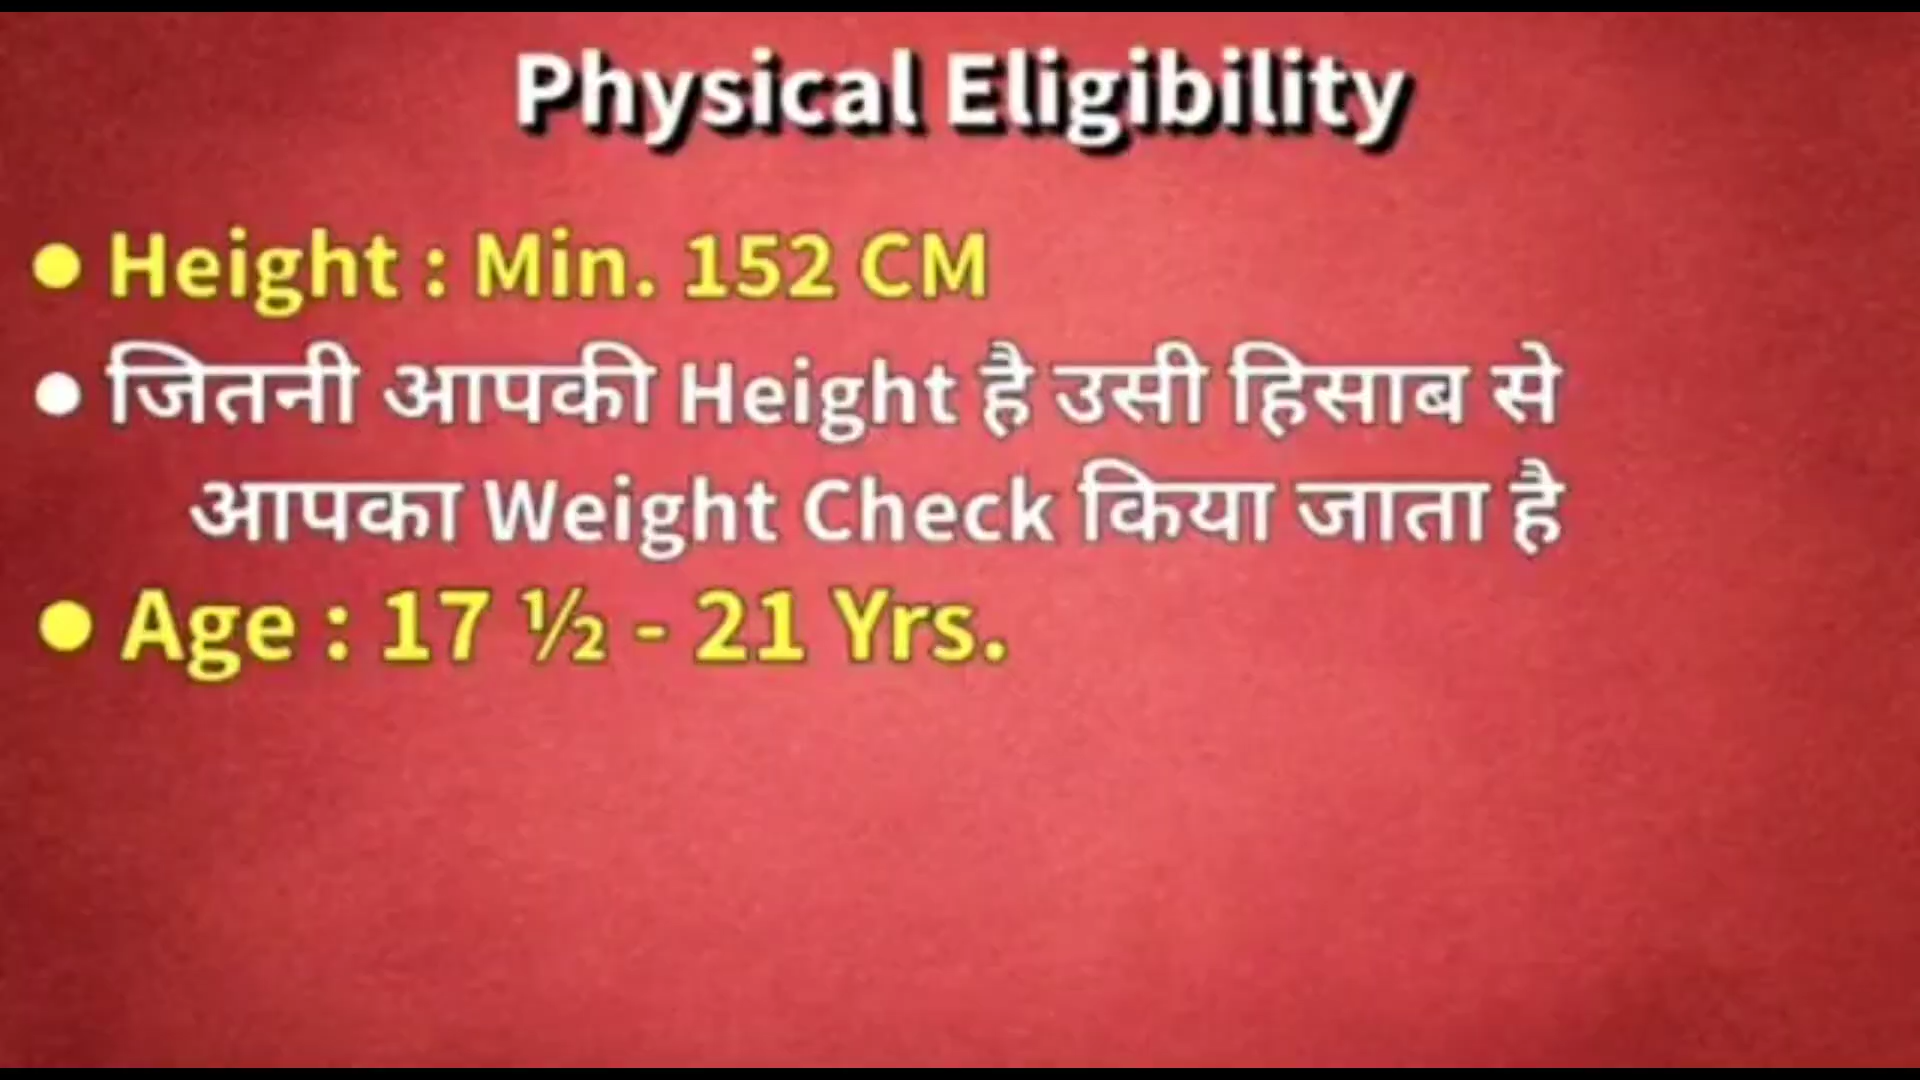 Physical Eligibility
● Height : Min. 152 CM
● जितनी आपकी Height है उसी हिसाब से
आपका Weight Check किया जाता है
● Age : 17 ½ - 21 Yrs.